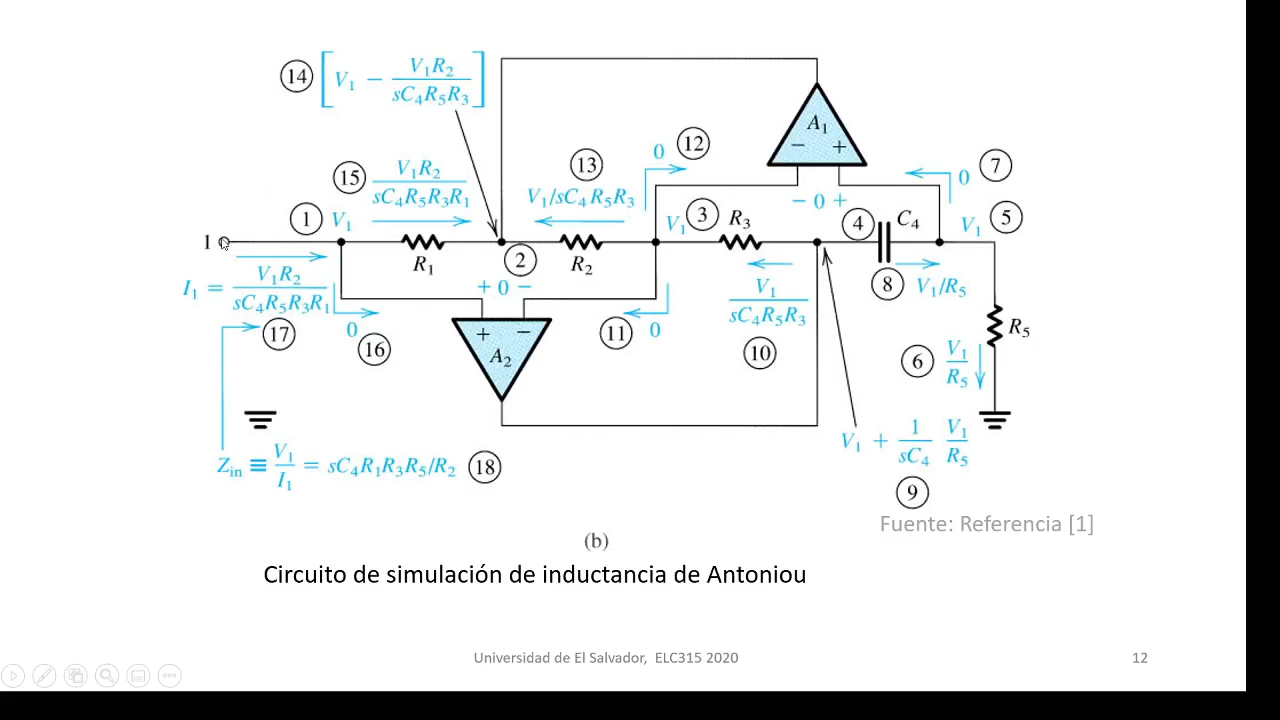 (14) [V₁ − V₁R₂ / sC₄R₅R₃]
A₁
− +
0 (12)
(13)
V₁/sC₄R₅R₃
(15) V₁R₂ / sC₄R₅R₃R₁
0 (7)
− 0 +
(1) V₁
V₁ (3) R₃
(4) C₄
V₁ (5)
1
R₁
(2)
R₂
+ 0 −
I₁ = V₁R₂ / sC₄R₅R₃R₁
(17)
0
(16)
+ −
A₂
(11) 0
V₁ / sC₄R₅R₃
(10)
(8) V₁/R₅
R₅
(6) V₁ / R₅
V₁ + 1 / sC₄ V₁ / R₅
(9)
Zin ≡ V₁ / I₁ = sC₄R₁R₃R₅/R₂ (18)
Fuente: Referencia [1]
(b)
Circuito de simulación de inductancia de Antoniou
Universidad de El Salvador, ELC315 2020
12